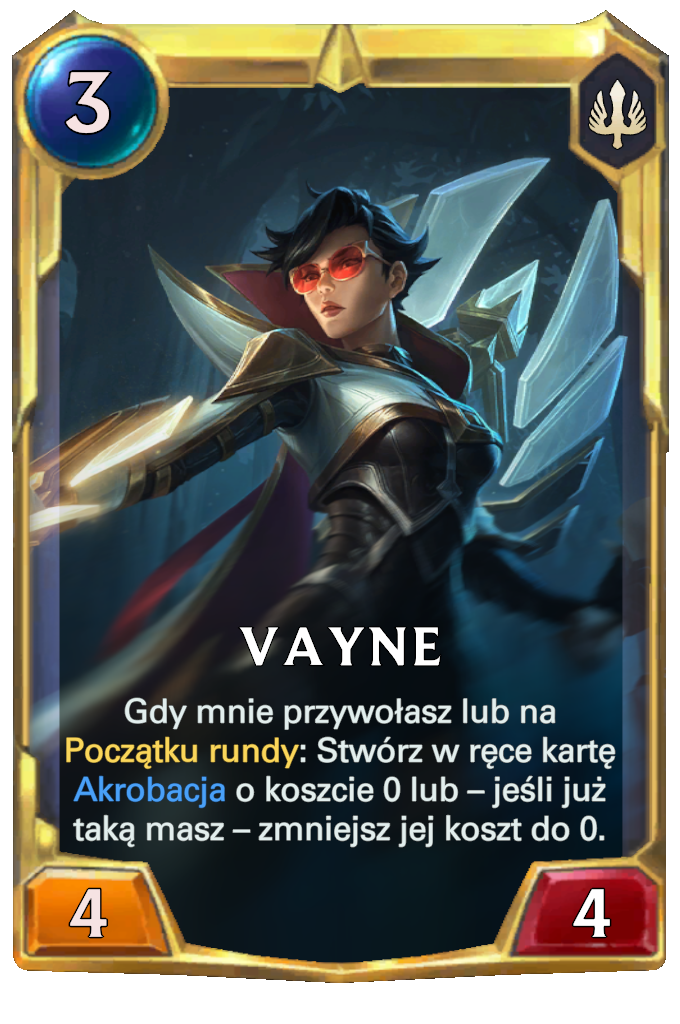 3
VAYNE
Gdy mnie przywołasz lub na
Początku rundy: Stwórz w ręce kartę
Akrobacja o koszcie 0 lub – jeśli już
taką masz – zmniejsz jej koszt do 0.
4
4